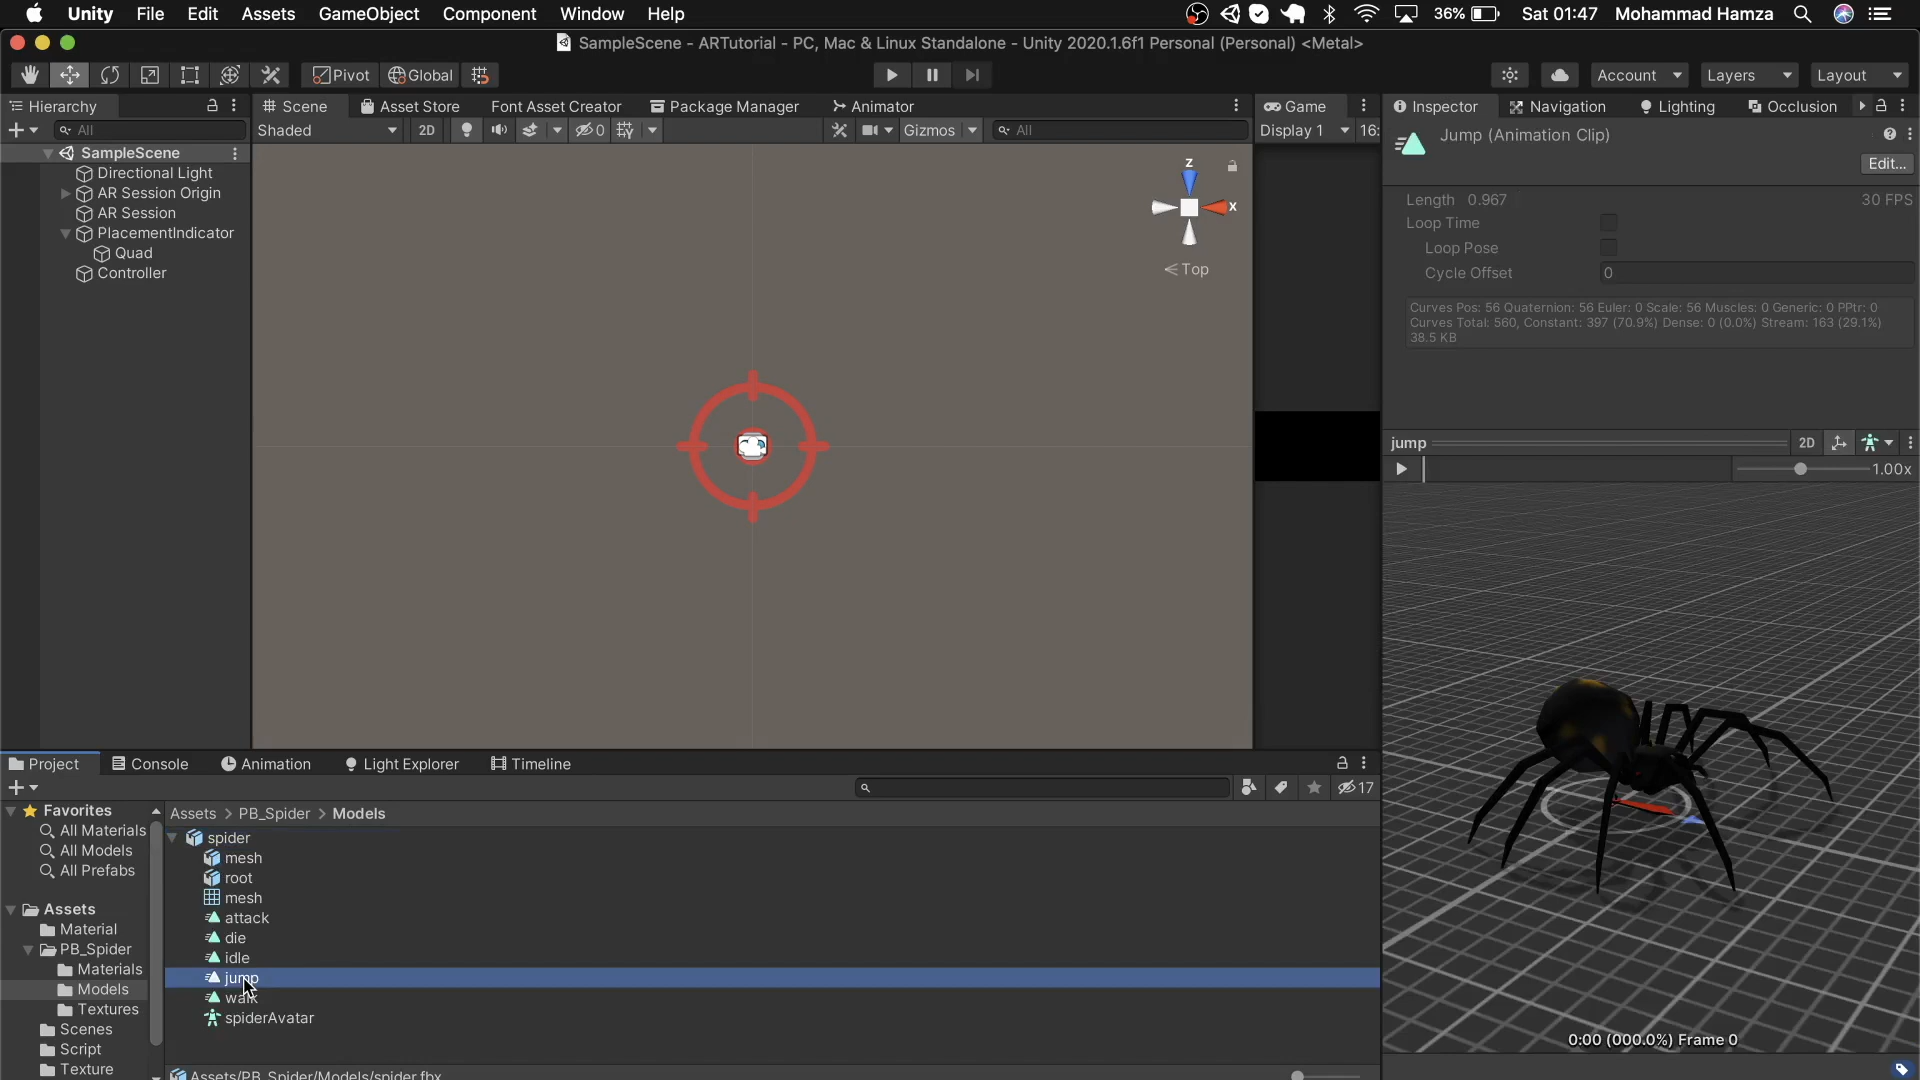 Unity File Edit Assets GameObject Component Window Help
36% Sat 01:47 Mohammad Hamza
SampleScene - ARTutorial - PC, Mac & Linux Standalone - Unity 2020.1.6f1 Personal (Personal) <Metal>
Pivot Global Account Layers Layout
Hierarchy
All
SampleScene
Directional Light
AR Session Origin
AR Session
PlacementIndicator
Quad
Controller
Scene Asset Store Font Asset Creator Package Manager Animator
Shaded 2D 0 Gizmos All
z
x
Top
Game
Display 1 16:
Inspector Navigation Lighting Occlusion
Jump (Animation Clip)
Edit...
Length 0.967 30 FPS
Loop Time
Loop Pose
Cycle Offset 0
Curves Pos: 56 Quaternion: 56 Euler: 0 Scale: 56 Muscles: 0 Generic: 0 PPtr: 0
Curves Total: 560, Constant: 397 (70.9%) Dense: 0 (0.0%) Stream: 163 (29.1%)
38.5 KB
jump 2D
1.00x
0:00 (000.0%) Frame 0
Project Console Animation Light Explorer Timeline
17
Favorites
All Materials
All Models
All Prefabs
Assets
Material
PB_Spider
Materials
Models
Textures
Scenes
Script
Texture
Assets > PB_Spider > Models
spider
mesh
root
mesh
attack
die
idle
jump
walk
spiderAvatar
Assets/PB_Spider/Models/spider.fbx